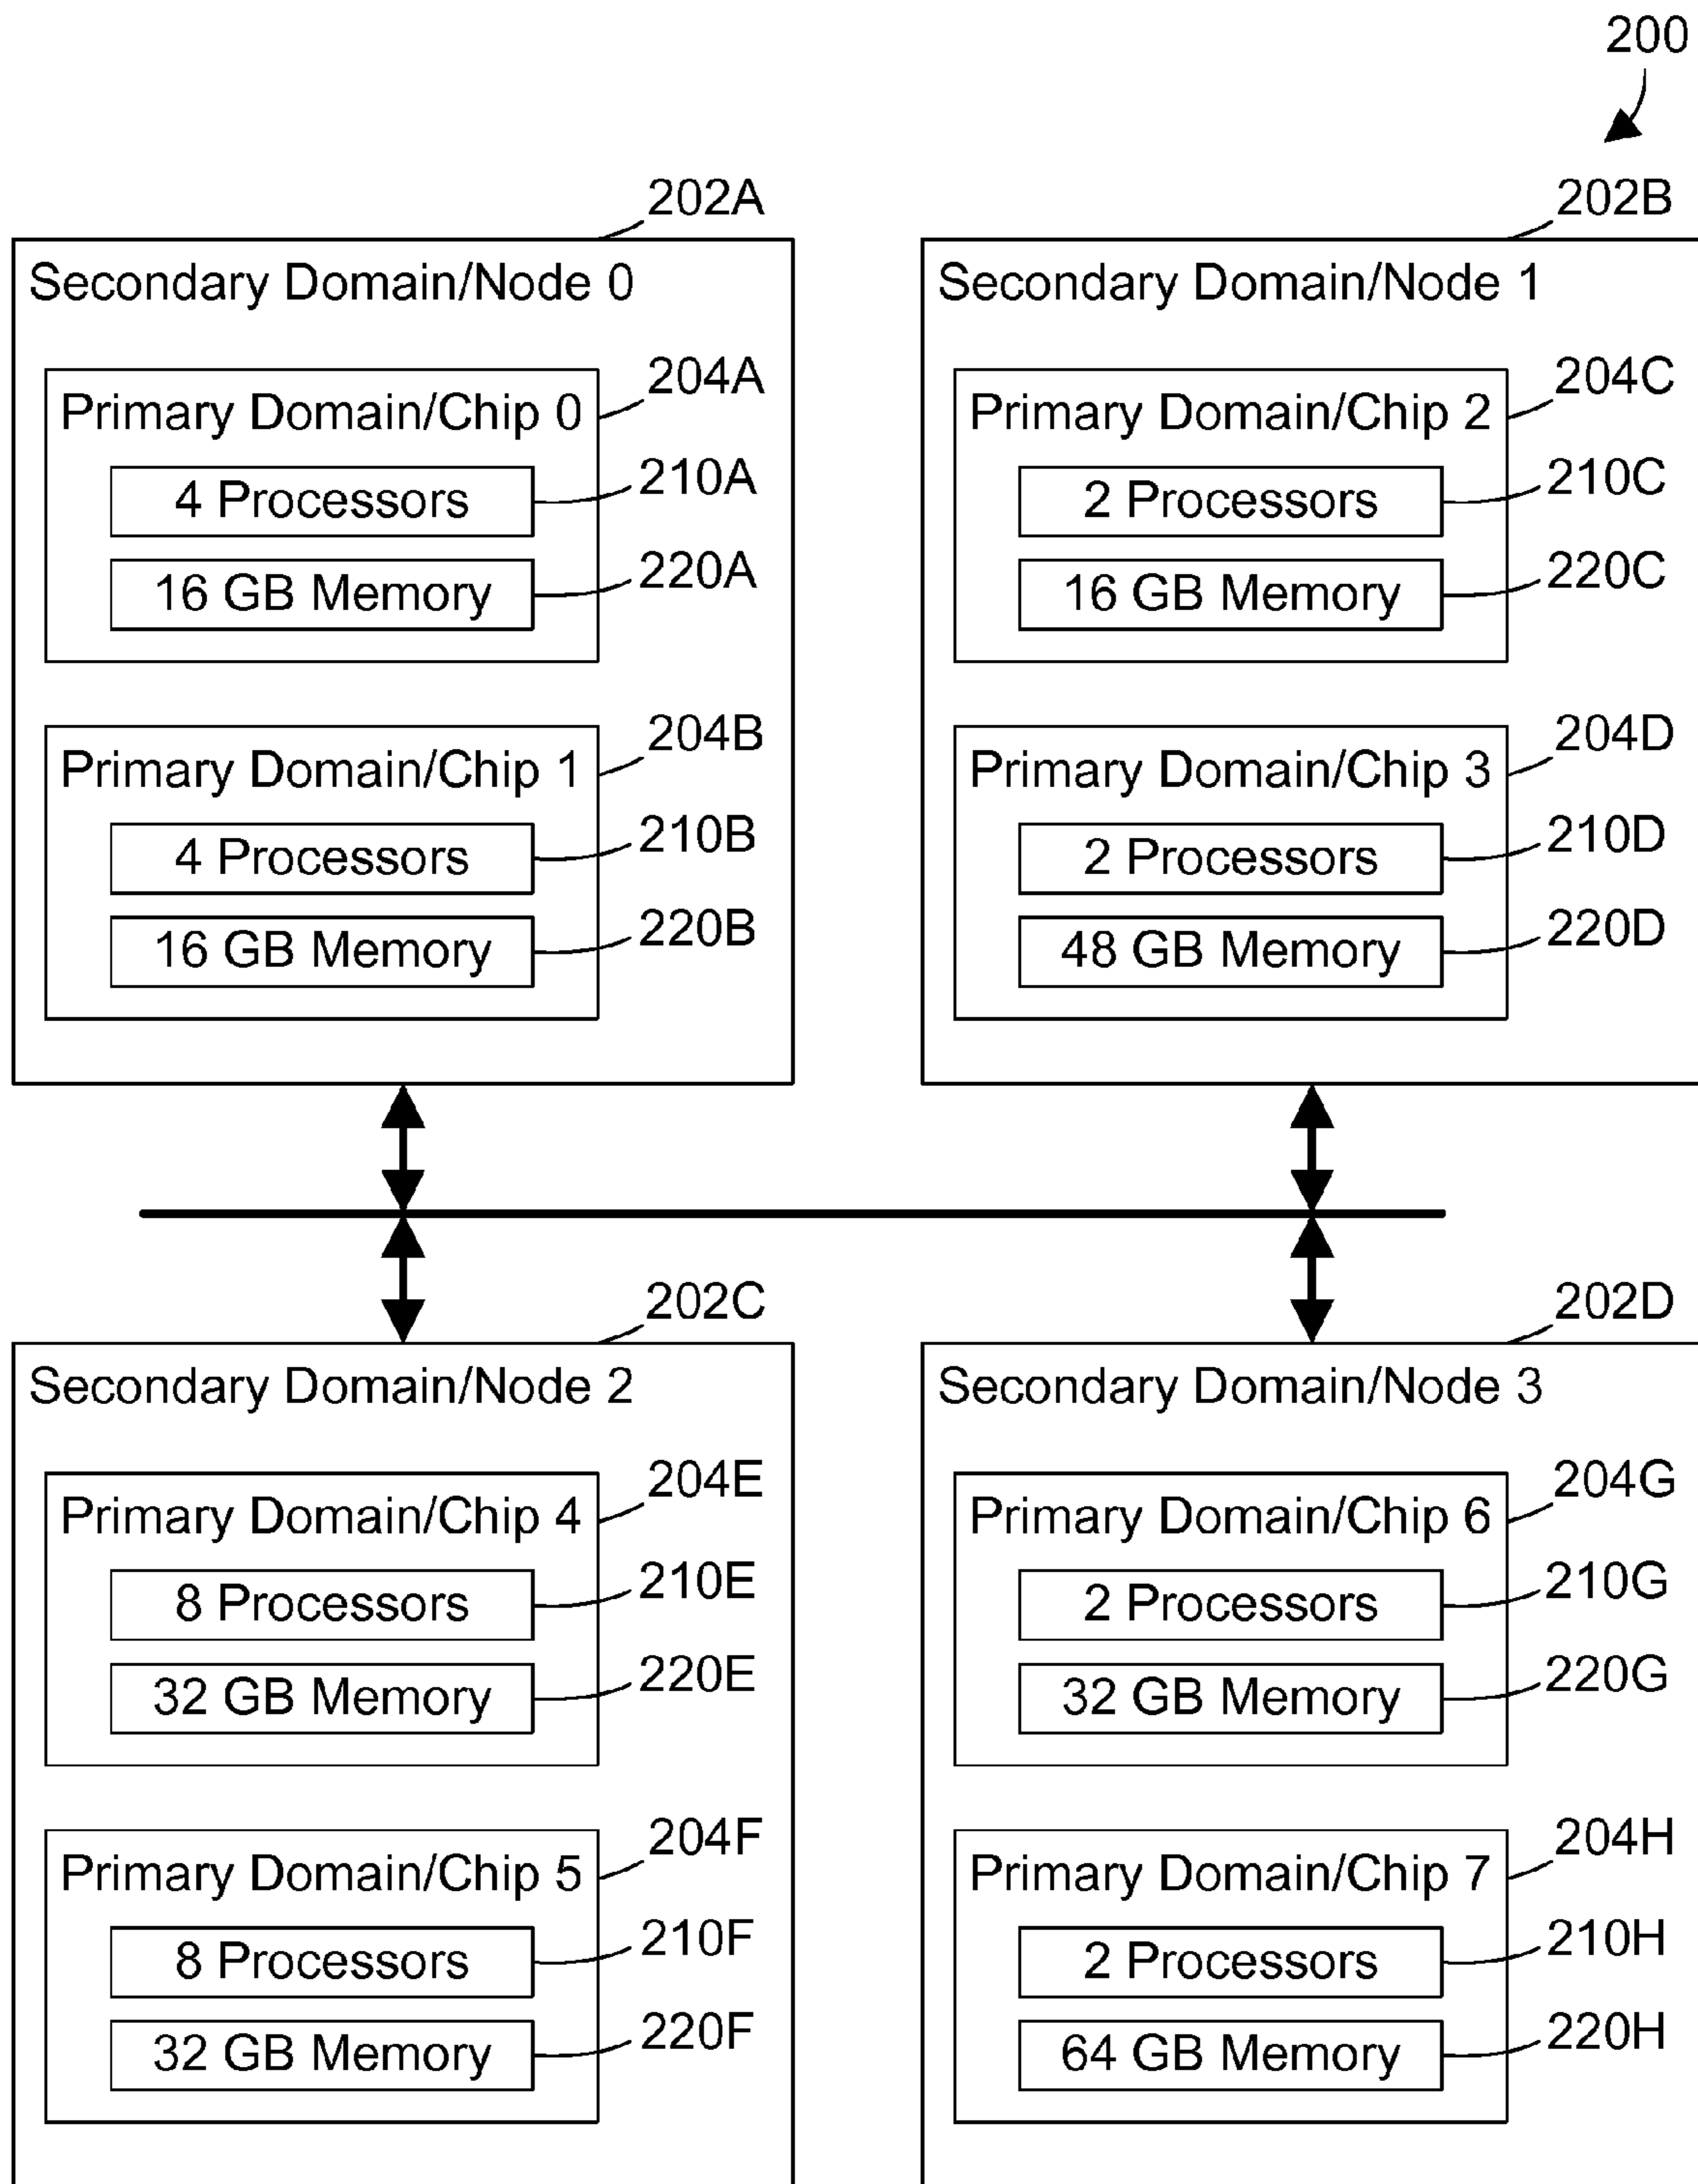 200
202A
Secondary Domain/Node 0
204A
Primary Domain/Chip 0
4 Processors
210A
16 GB Memory
220A
204B
Primary Domain/Chip 1
4 Processors
210B
16 GB Memory
220B
202B
Secondary Domain/Node 1
204C
Primary Domain/Chip 2
2 Processors
210C
16 GB Memory
220C
204D
Primary Domain/Chip 3
2 Processors
210D
48 GB Memory
220D
202C
Secondary Domain/Node 2
204E
Primary Domain/Chip 4
8 Processors
210E
32 GB Memory
220E
204F
Primary Domain/Chip 5
8 Processors
210F
32 GB Memory
220F
202D
Secondary Domain/Node 3
204G
Primary Domain/Chip 6
2 Processors
210G
32 GB Memory
220G
204H
Primary Domain/Chip 7
2 Processors
210H
64 GB Memory
220H